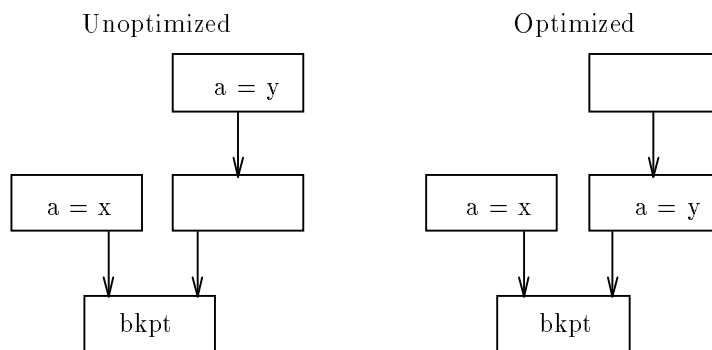 Unoptimized
a = y
a = x
bkpt
Optimized
a = x
a = y
bkpt